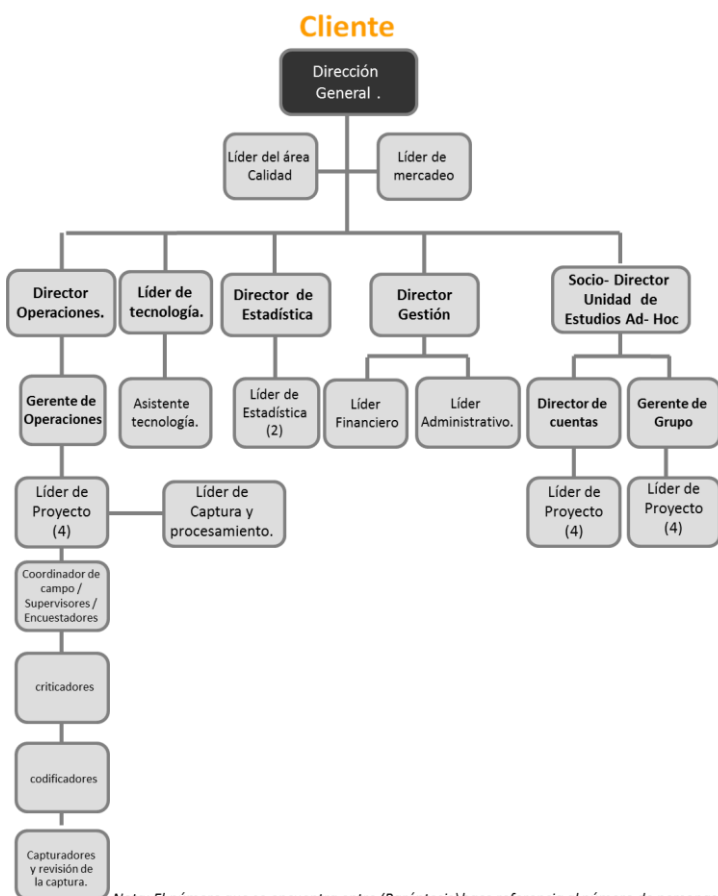 Cliente
Dirección
General .
Líder del área
Calidad
Líder de
mercadeo
Director
Operaciones.
Líder de
tecnología.
Director de
Estadística
Director
Gestión
Socio- Director
Unidad de
Estudios Ad- Hoc
Gerente de
Operaciones
Asistente
tecnología.
Líder de
Estadística
(2)
Líder
Financiero
Líder
Administrativo.
Director de
cuentas
Gerente de
Grupo
Líder de
Proyecto
(4)
Líder de
Captura y
procesamiento.
Líder de
Proyecto
(4)
Líder de
Proyecto
(4)
Coordinador de
campo /
Supervisores /
Encuestadores
criticadores
codificadores
Capturadores
y revisión de
la captura.